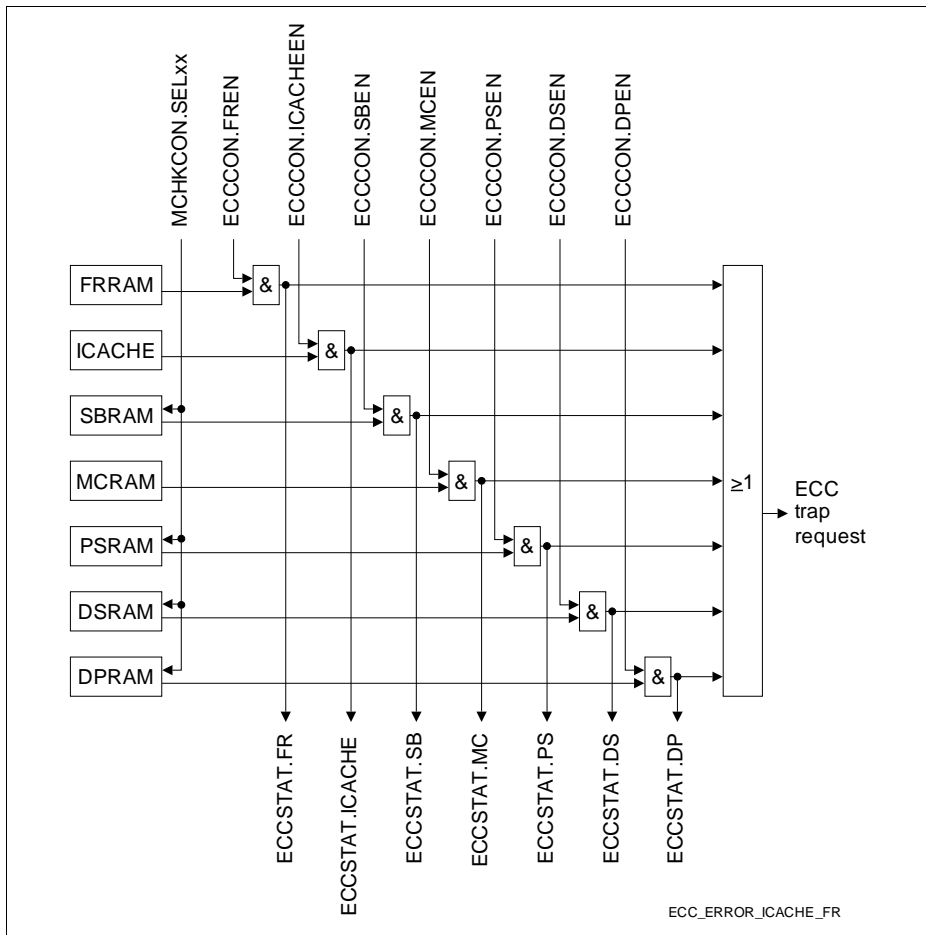 MCHKCON.SELxx
ECCCON.FREN
ECCCON.ICACHEEN
ECCCON.SBEN
ECCCON.MCEN
ECCCON.PSEN
ECCCON.DSEN
ECCCON.DPEN
FRRAM
&
ICACHE
&
SBRAM
&
MCRAM
&
≥1
ECC
trap
request
PSRAM
&
DSRAM
&
DPRAM
&
ECCSTAT.FR
ECCSTAT.ICACHE
ECCSTAT.SB
ECCSTAT.MC
ECCSTAT.PS
ECCSTAT.DS
ECCSTAT.DP
ECC_ERROR_ICACHE_FR